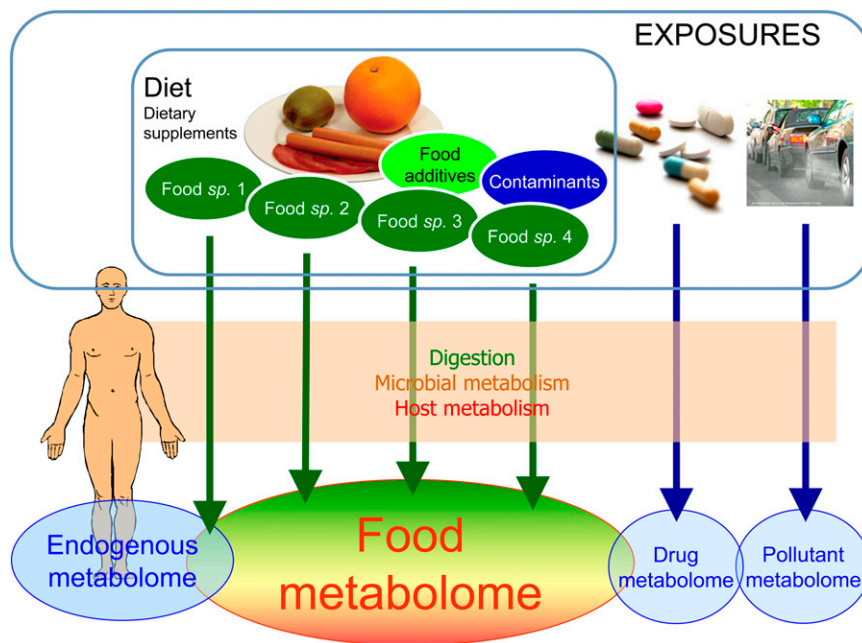 EXPOSURES
Diet
Dietary
supplements
Food
additives
Contaminants
Food sp. 1
Food sp. 2
Food sp. 3
Food sp. 4
Digestion
Microbial metabolism
Host metabolism
Endogenous
metabolome
Food
metabolome
Drug
metabolome
Pollutant
metabolome